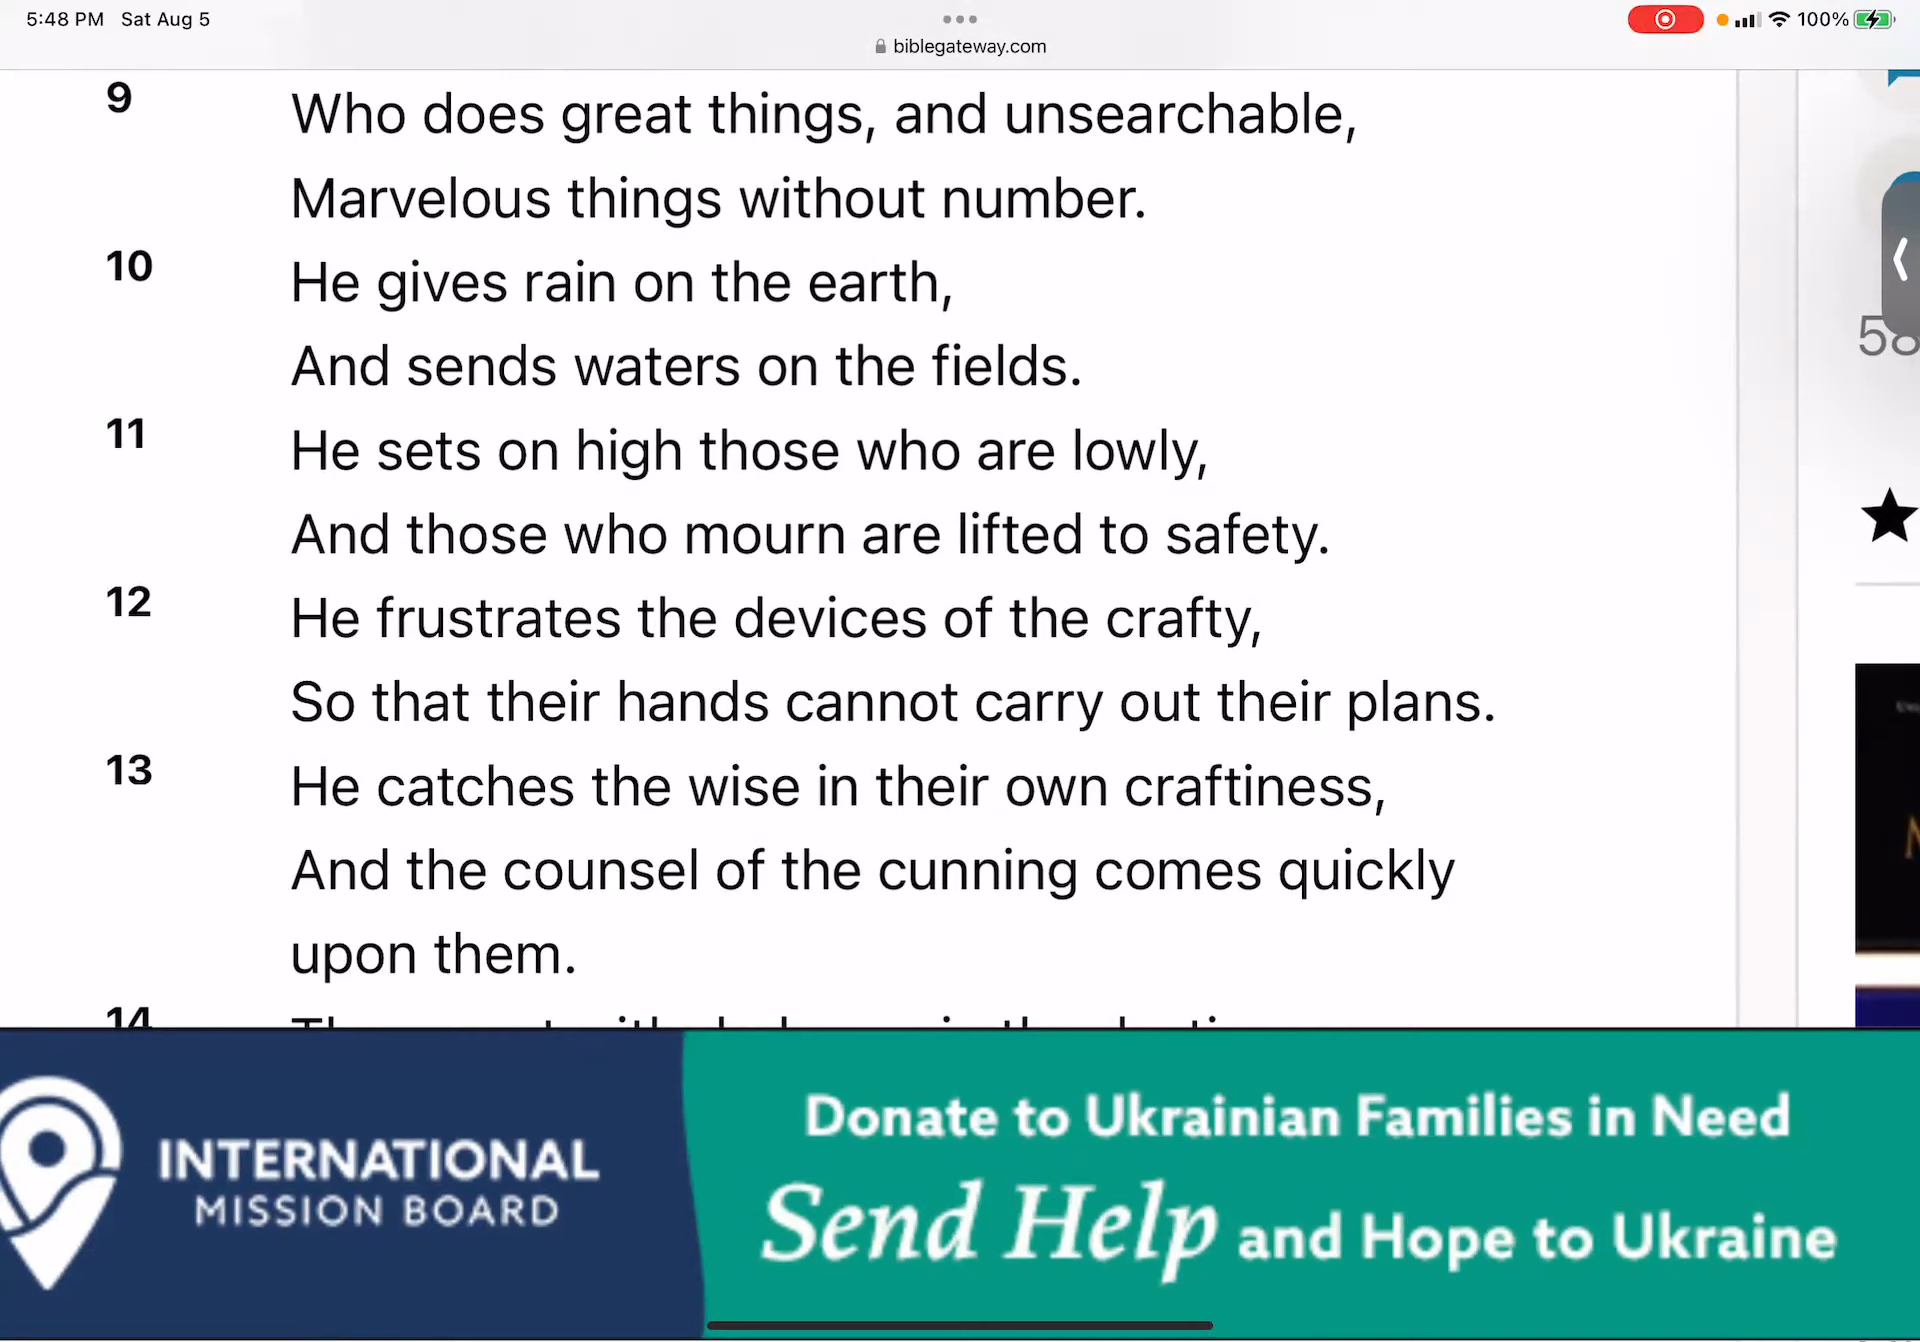 5:48 PM Sat Aug 5
100%
biblegateway.com
9 Who does great things, and unsearchable,
Marvelous things without number.
10 He gives rain on the earth,
And sends waters on the fields.
11 He sets on high those who are lowly,
And those who mourn are lifted to safety.
12 He frustrates the devices of the crafty,
So that their hands cannot carry out their plans.
13 He catches the wise in their own craftiness,
And the counsel of the cunning comes quickly
upon them.
14
INTERNATIONAL
MISSION BOARD
Donate to Ukrainian Families in Need
Send Help and Hope to Ukraine